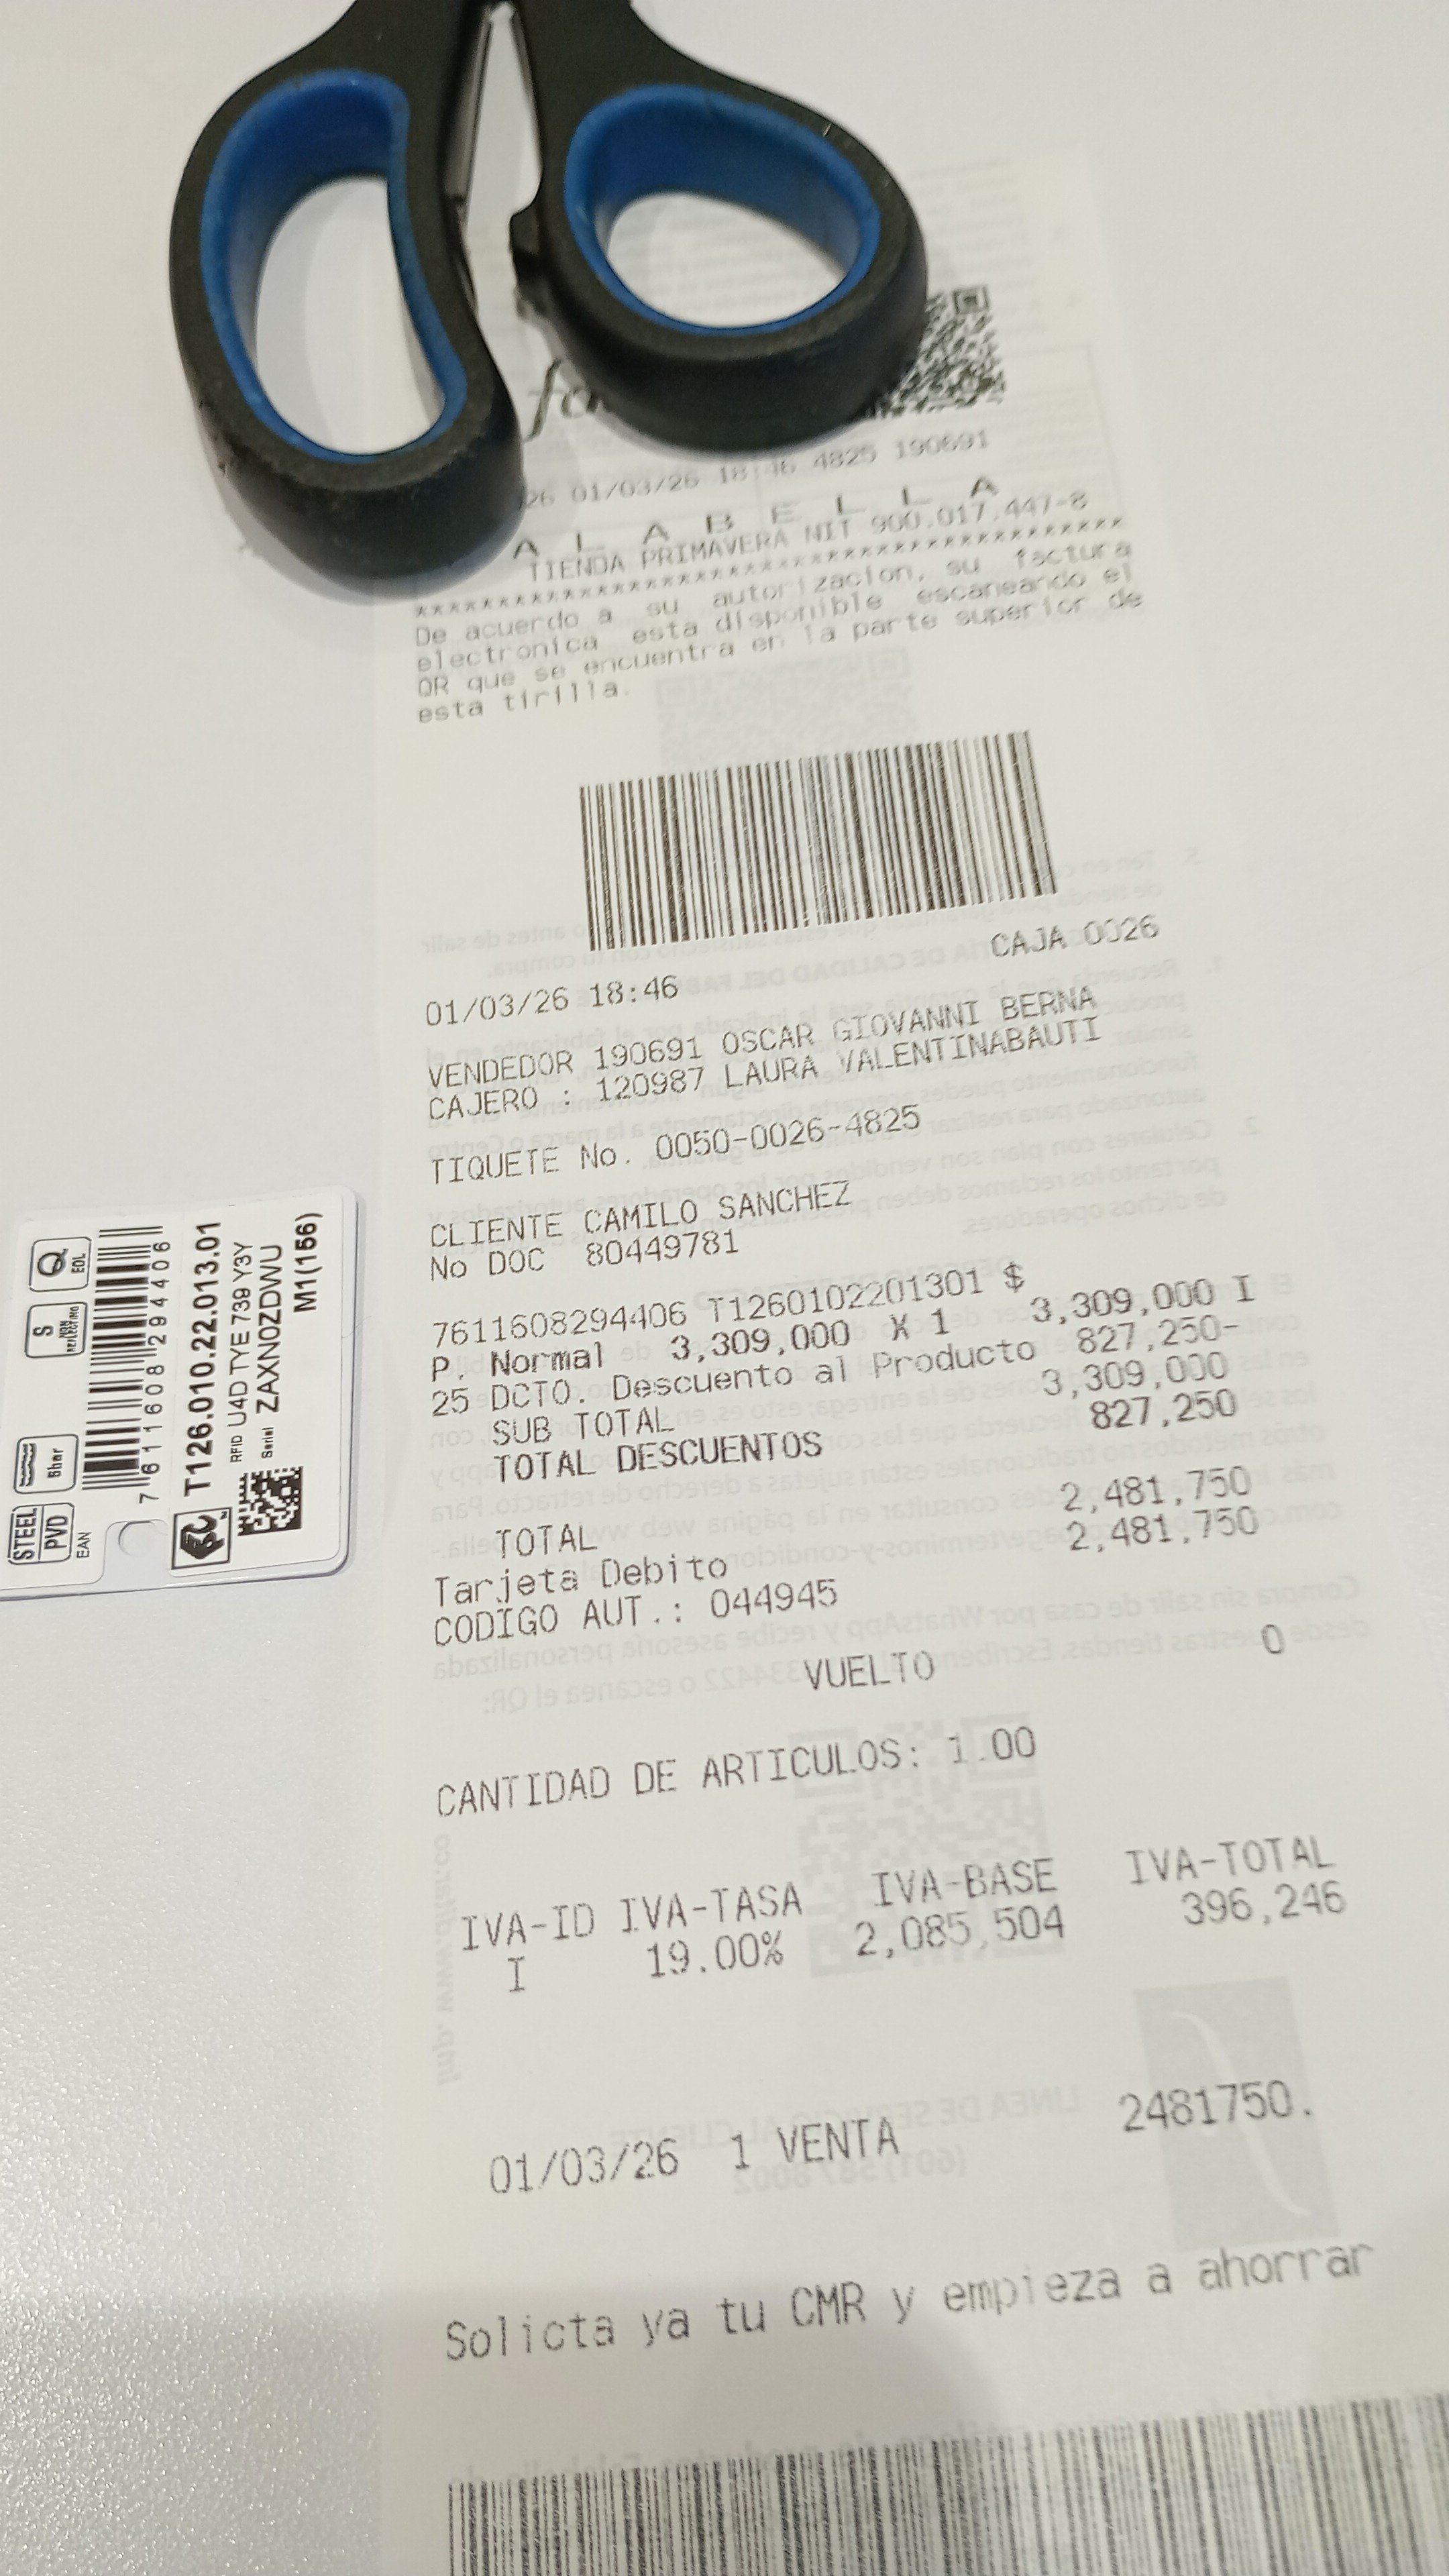 26 01/03/26 18:46 4825 190691
A L A B E L L A
TIENDA PRIMAVERA NIT 900.017.447-8
De acuerdo a su autorizacion, su factura
electronica esta disponible escaneando el
QR que se encuentra en la parte superior de
esta tirilla.
CAJA 0026
01/03/26 18:46
VENDEDOR 190691 OSCAR GIOVANNI BERNA
CAJERO : 120987 LAURA VALENTINABAUTI
TIQUETE No. 0050-0026-4825
CLIENTE CAMILO SANCHEZ
No DOC 80449781
7611608294406 T1260102201301 $
P. Normal 3,309,000 X 1 3,309,000 I
25 DCTO. Descuento al Producto 827,250-
SUB TOTAL 3,309,000
TOTAL DESCUENTOS 827,250
TOTAL 2,481,750
Tarjeta Debito 2,481,750
CODIGO AUT.: 044945
VUELTO 0
CANTIDAD DE ARTICULOS: 1.00
IVA-ID IVA-TASA IVA-BASE IVA-TOTAL
I 19.00% 2,085,504 396,246
01/03/26 1 VENTA 2481750.
Solicta ya tu CMR y empieza a ahorrar
STEEL
PVD
5bar
S
NON
REFLECTING
Q
EOL
EAN
7 611608 294406
T126.010.22.013.01
RFID U4D TYE 739 Y3Y
Serial ZAXN0ZDWU
M1(156)